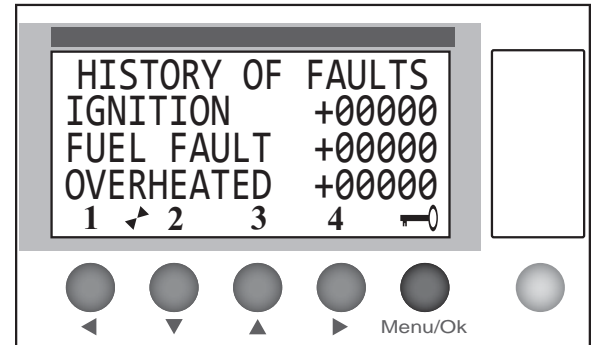 HISTORY OF FAULTS
IGNITION +00000
FUEL FAULT +00000
OVERHEATED +00000
1 2 3 4
Menu/Ok